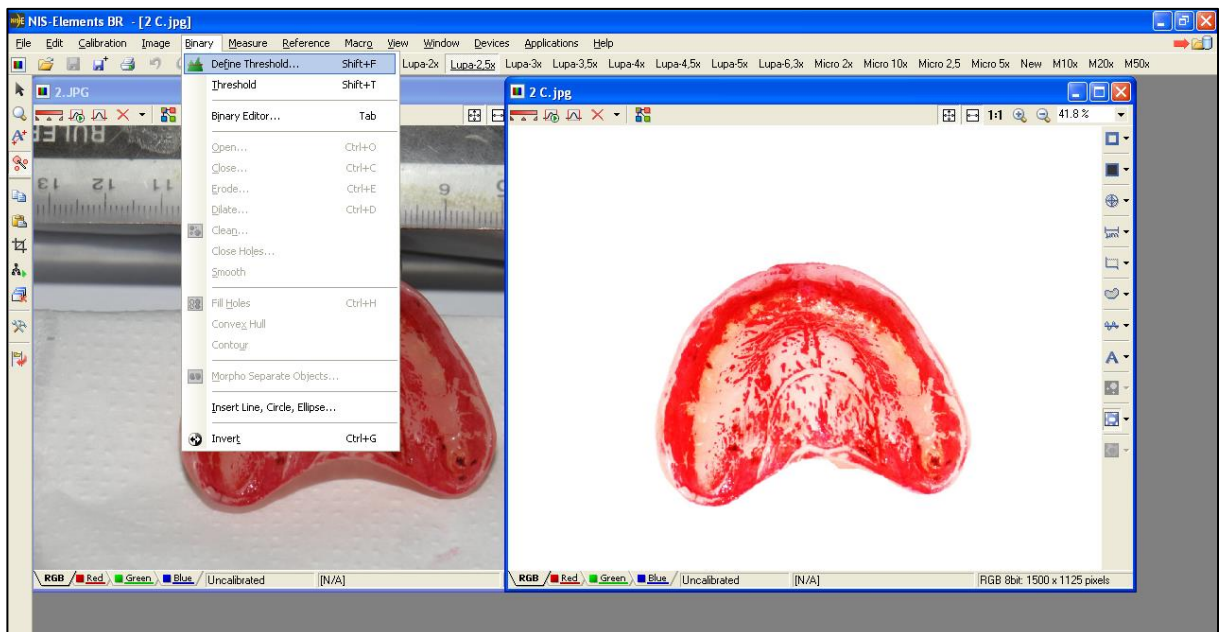 NIS-Elements BR - [2 C.jpg]
File Edit Calibration Image Binary Measure Reference Macro View Window Devices Applications Help
Lupa-2x Lupa-2,5x Lupa-3x Lupa-3,5x Lupa-4x Lupa-4,5x Lupa-5x Lupa-6,3x Micro 2x Micro 10x Micro 2,5 Micro 5x New M10x M20x M50x
Define Threshold... Shift+F
Threshold Shift+T
Binary Editor... Tab
Open... Ctrl+O
Close... Ctrl+C
Erode... Ctrl+E
Dilate... Ctrl+D
Clean...
Close Holes...
Smooth
Fill Holes Ctrl+H
Convex Hull
Contour
Morpho Separate Objects...
Insert Line, Circle, Ellipse...
Invert Ctrl+G
2.JPG
RULER
13 12 11 9
RGB Red Green Blue Uncalibrated [N/A]
2 C.jpg
1:1 41.8%
RGB Red Green Blue Uncalibrated [N/A] RGB 8bit: 1500 x 1125 pixels